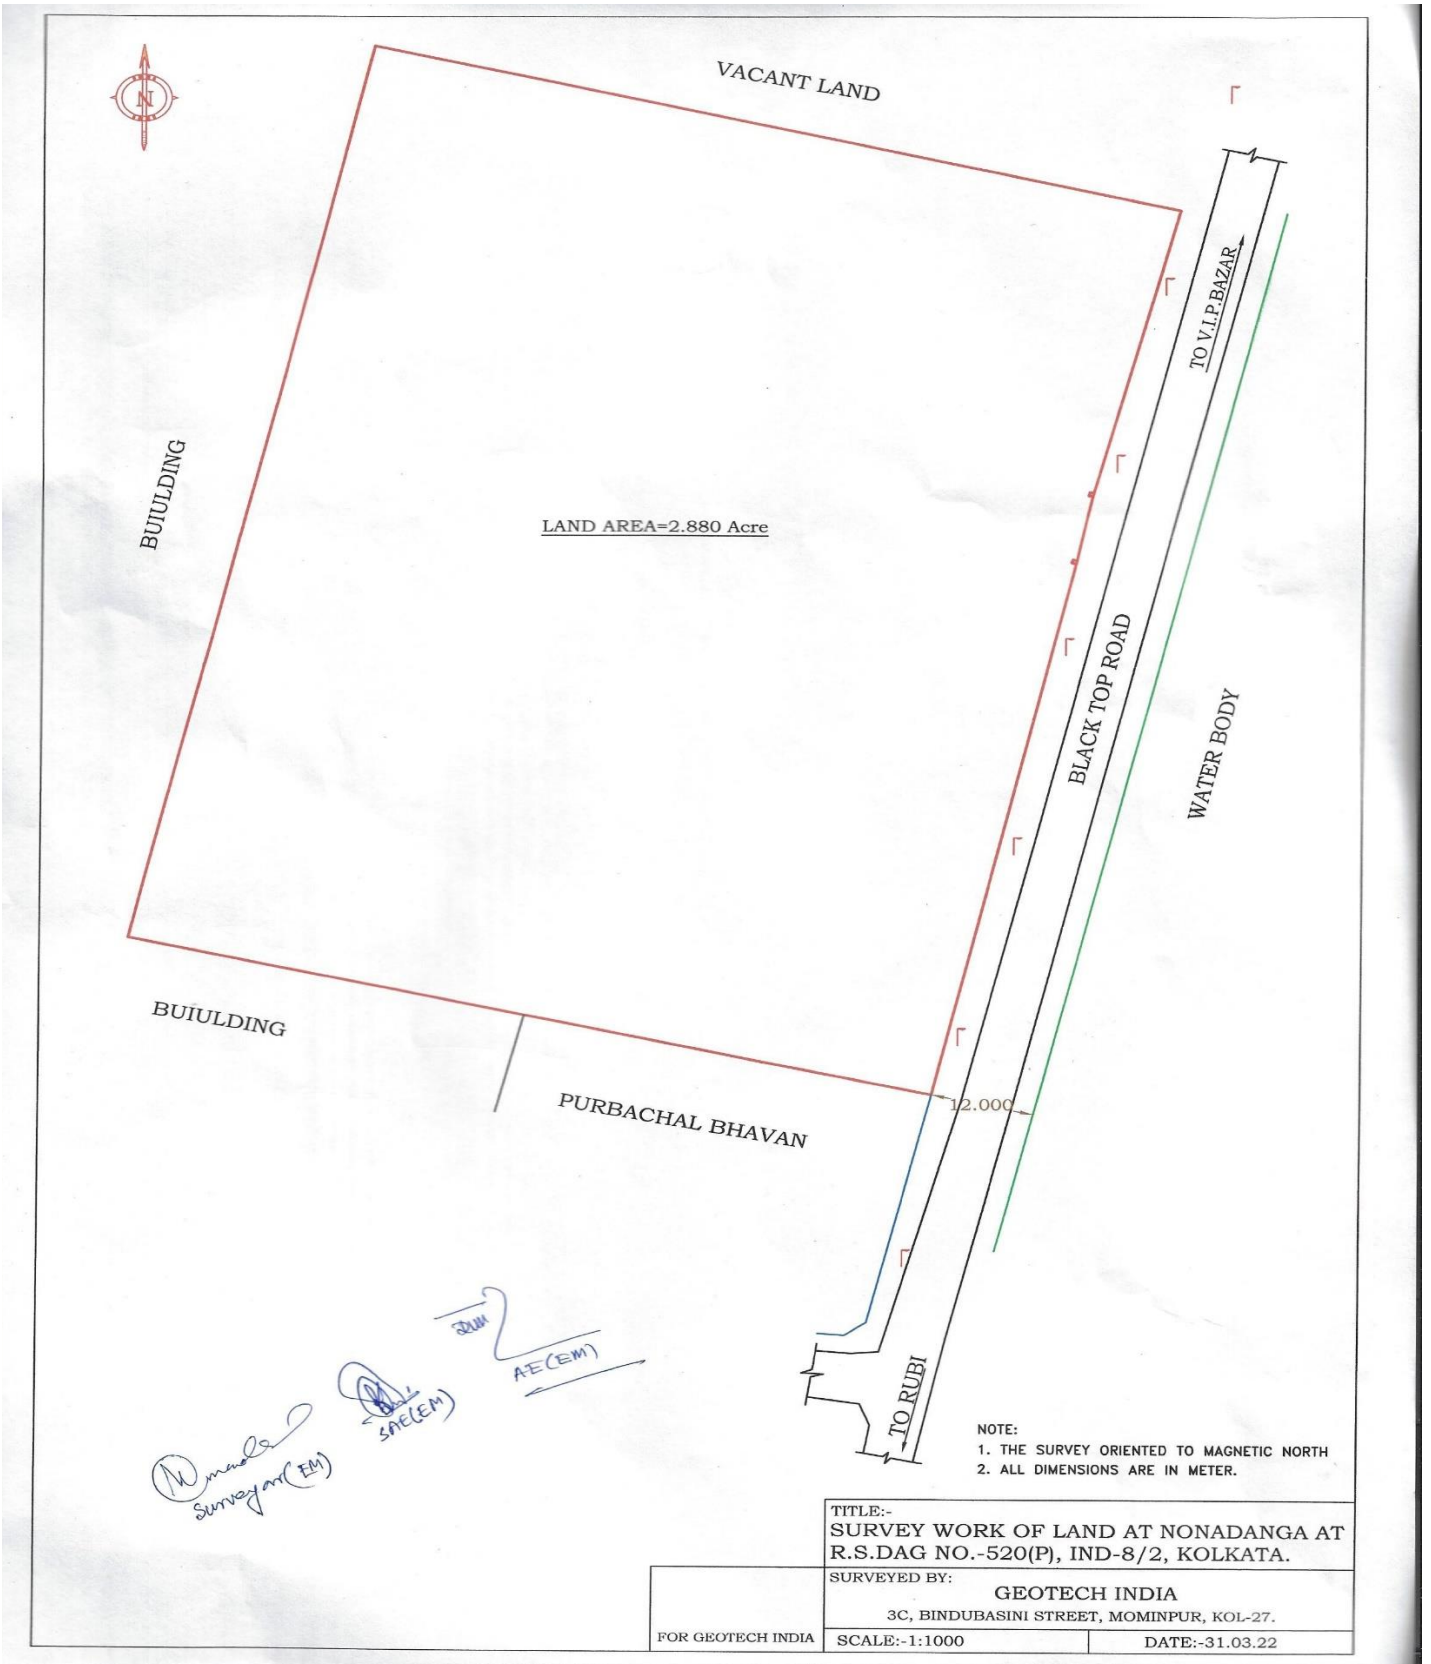 N
VACANT LAND
TO V.I.P.BAZAR
BUIULDING
LAND AREA=2.880 Acre
BLACK TOP ROAD
WATER BODY
BUIULDING
PURBACHAL BHAVAN
12.000
AE(EM)
SAE(EM)
Surveyor(EM)
TO RUBI
NOTE:
1. THE SURVEY ORIENTED TO MAGNETIC NORTH
2. ALL DIMENSIONS ARE IN METER.
TITLE:-
SURVEY WORK OF LAND AT NONADANGA AT
R.S.DAG NO.-520(P), IND-8/2, KOLKATA.
SURVEYED BY:
GEOTECH INDIA
3C, BINDUBASINI STREET, MOMINPUR, KOL-27.
FOR GEOTECH INDIA
SCALE:-1:1000
DATE:-31.03.22